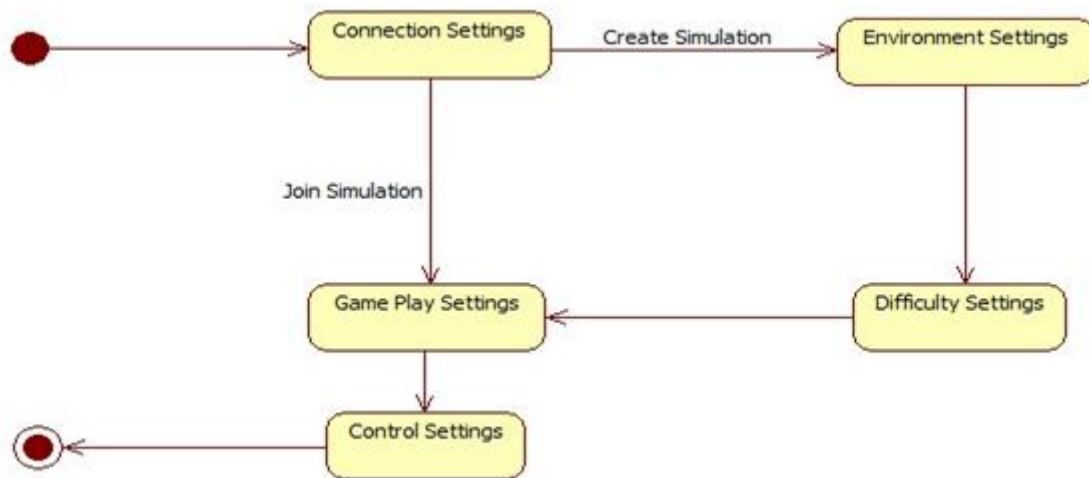 Connection Settings
Create Simulation
Environment Settings
Join Simulation
Game Play Settings
Difficulty Settings
Control Settings